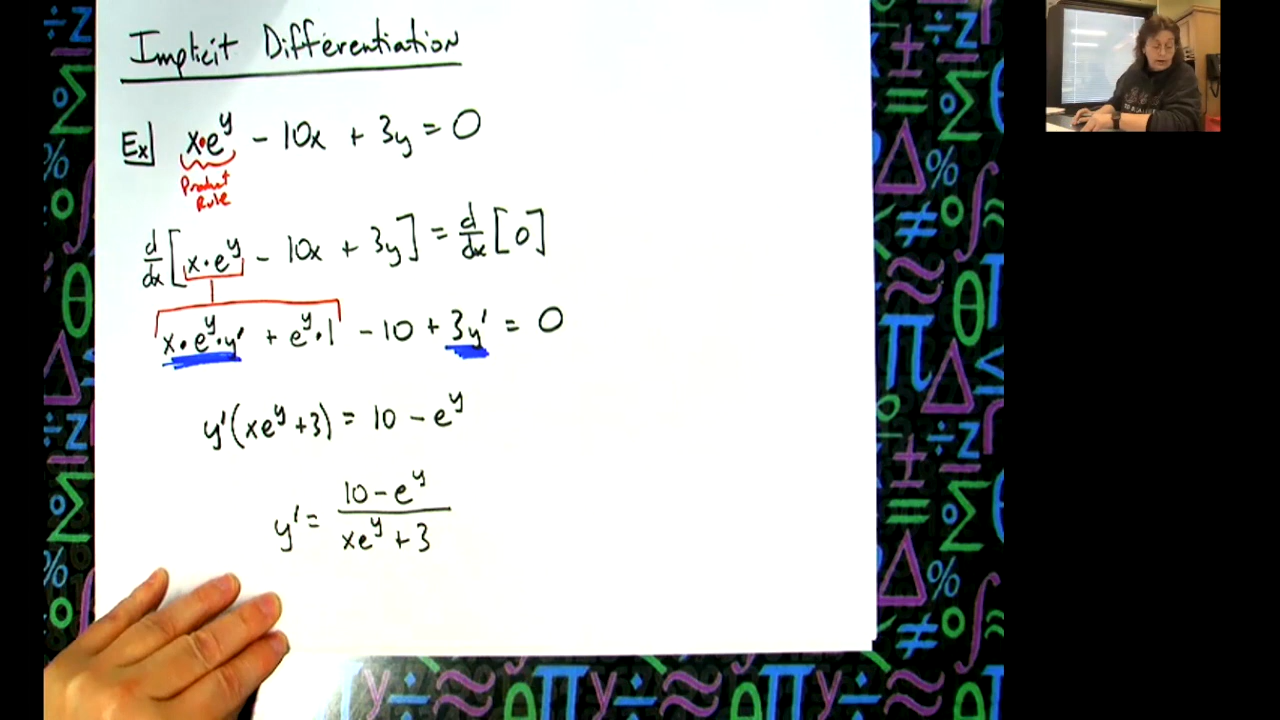 Implicit Differentiation
Ex] x·e^y - 10x + 3y = 0
Product
Rule
d/dx [x·e^y - 10x + 3y] = d/dx [0]
x·e^y·y' + e^y·1 - 10 + 3y' = 0
y'(xe^y + 3) = 10 - e^y
y' = (10 - e^y)/(xe^y + 3)